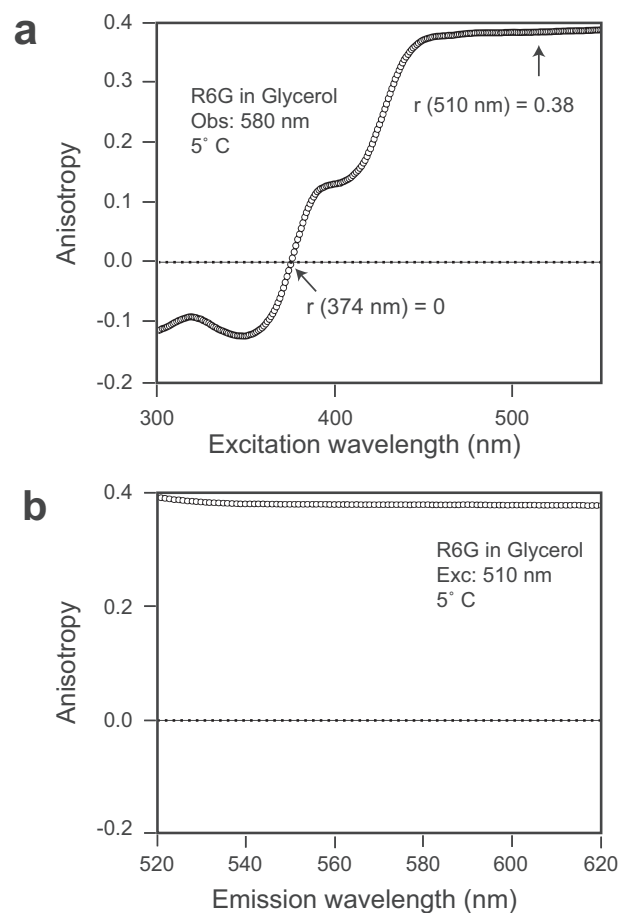 a
0.4
0.3
0.2
0.1
0.0
-0.1
-0.2
Anisotropy
R6G in Glycerol
Obs: 580 nm
5˚ C
r (510 nm) = 0.38
r (374 nm) = 0
300
400
500
Excitation wavelength (nm)
b
0.4
0.2
0.0
-0.2
Anisotropy
R6G in Glycerol
Exc: 510 nm
5˚ C
520
540
560
580
600
620
Emission wavelength (nm)